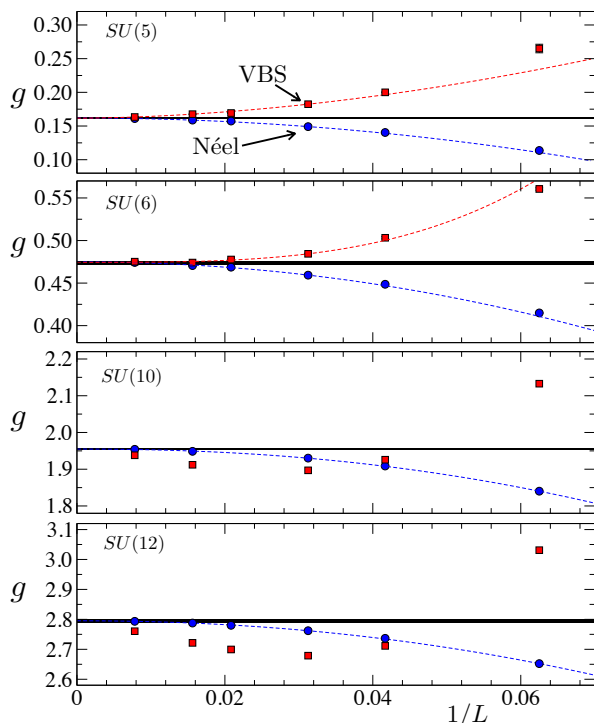 SU(5)
0.30
0.25
0.20
0.15
0.10
g
VBS
Néel
SU(6)
0.55
0.50
0.45
0.40
g
SU(10)
2.2
2.1
2.0
1.9
1.8
g
SU(12)
3.1
3.0
2.9
2.8
2.7
2.6
g
0 0.02 0.04 0.06
1/L